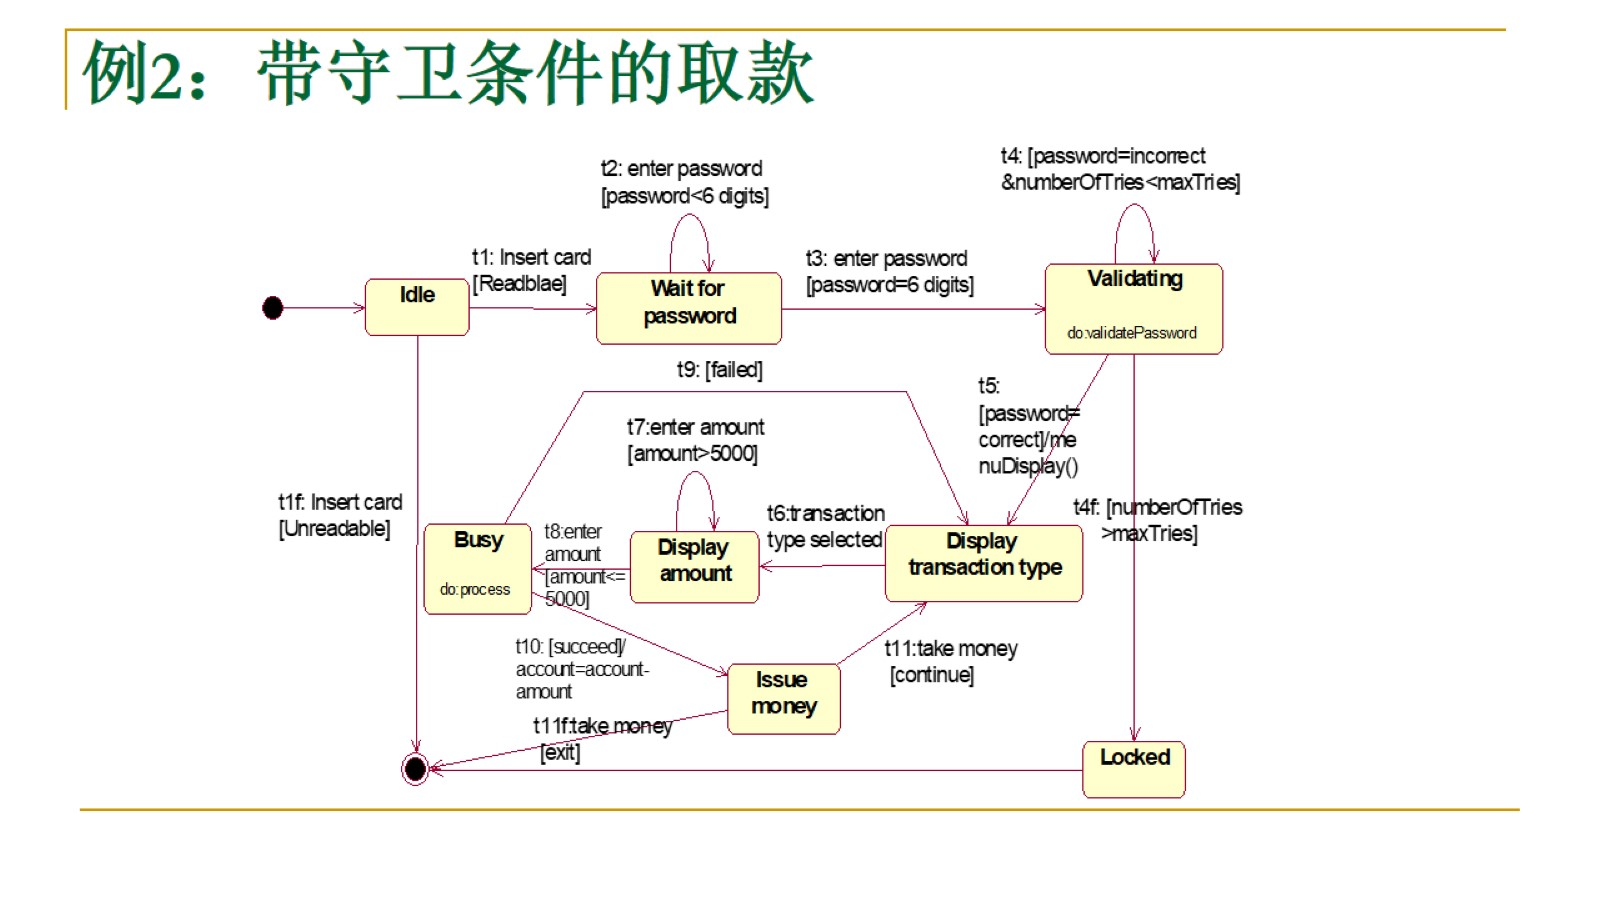 例2：带守卫条件的取款
t2: enter password
[password<6 digits]
t4: [password=incorrect
&numberOfTries<maxTries]
t1: Insert card
[Readblae]
t3: enter password
[password=6 digits]
Idle
Wait for
password
Validating
do:validatePassword
t9: [failed]
t5:
[password=
correct]/me
nuDisplay()
t7:enter amount
[amount>5000]
t1f: Insert card
[Unreadable]
t8:enter
amount
[amount<=
5000]
t6:transaction
type selected
t4f: [numberOfTries
>maxTries]
Busy
do:process
Display
amount
Display
transaction type
t10: [succeed]/
account=account-
amount
t11:take money
[continue]
Issue
money
t11f:take money
[exit]
Locked